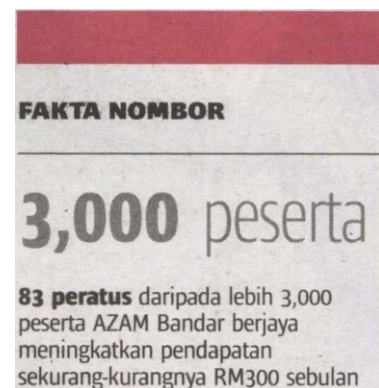 FAKTA NOMBOR
3,000 peserta
83 peratus daripada lebih 3,000
peserta AZAM Bandar berjaya
meningkatkan pendapatan
sekurang-kurangnya RM300 sebulan